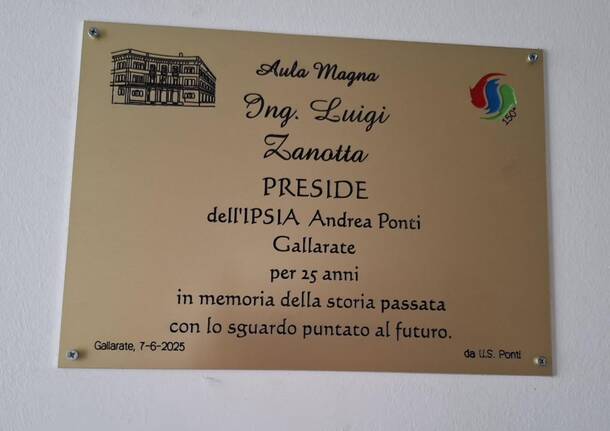 Aula Magna
Ing. Luigi
Zanotta
PRESIDE
dell'IPSIA Andrea Ponti
Gallarate
per 25 anni
in memoria della storia passata
con lo sguardo puntato al futuro.
Gallarate, 7-6-2025
da U.S. Ponti
150°